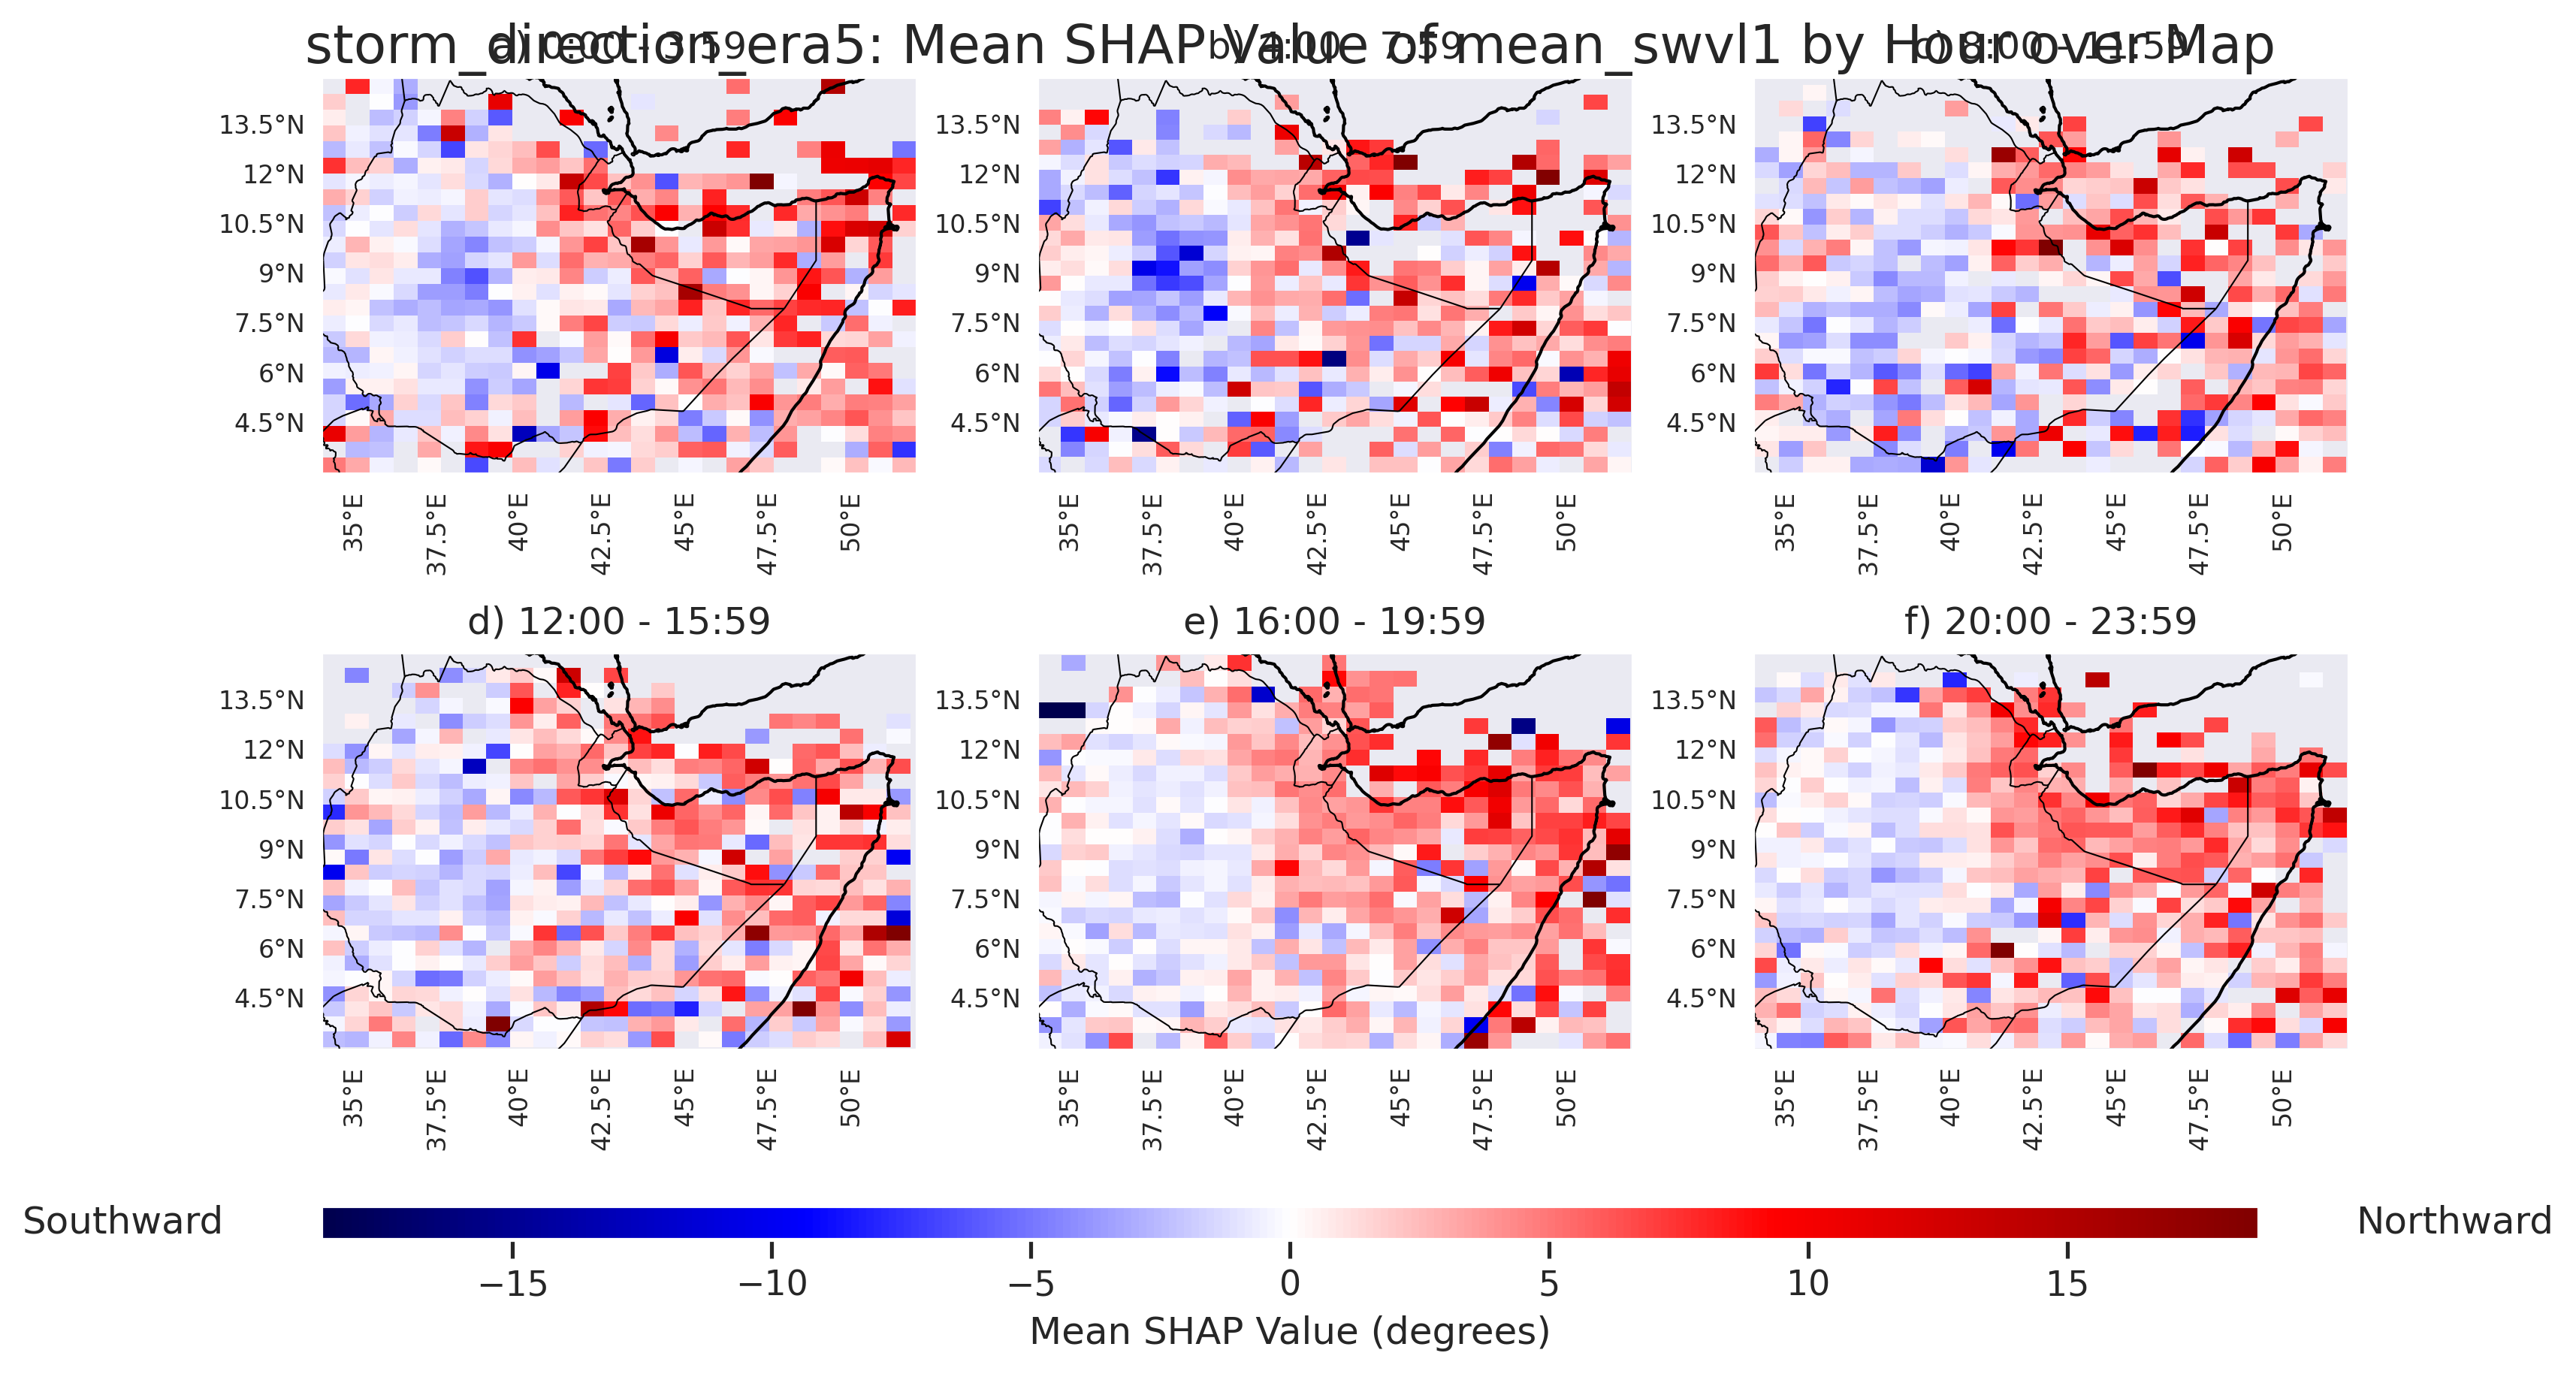 storm_direction_era5: Mean SHAP Value of mean_swvl1 by Hour over Map
a) 0:00 - 3:59
b) 4:00 - 7:59
c) 8:00 - 11:59
13.5°N
12°N
10.5°N
9°N
7.5°N
6°N
4.5°N
13.5°N
12°N
10.5°N
9°N
7.5°N
6°N
4.5°N
13.5°N
12°N
10.5°N
9°N
7.5°N
6°N
4.5°N
35°E
37.5°E
40°E
42.5°E
45°E
47.5°E
50°E
35°E
37.5°E
40°E
42.5°E
45°E
47.5°E
50°E
35°E
37.5°E
40°E
42.5°E
45°E
47.5°E
50°E
d) 12:00 - 15:59
e) 16:00 - 19:59
f) 20:00 - 23:59
13.5°N
12°N
10.5°N
9°N
7.5°N
6°N
4.5°N
13.5°N
12°N
10.5°N
9°N
7.5°N
6°N
4.5°N
13.5°N
12°N
10.5°N
9°N
7.5°N
6°N
4.5°N
35°E
37.5°E
40°E
42.5°E
45°E
47.5°E
50°E
35°E
37.5°E
40°E
42.5°E
45°E
47.5°E
50°E
35°E
37.5°E
40°E
42.5°E
45°E
47.5°E
50°E
Southward
Northward
−15 −10 −5 0 5 10 15
Mean SHAP Value (degrees)